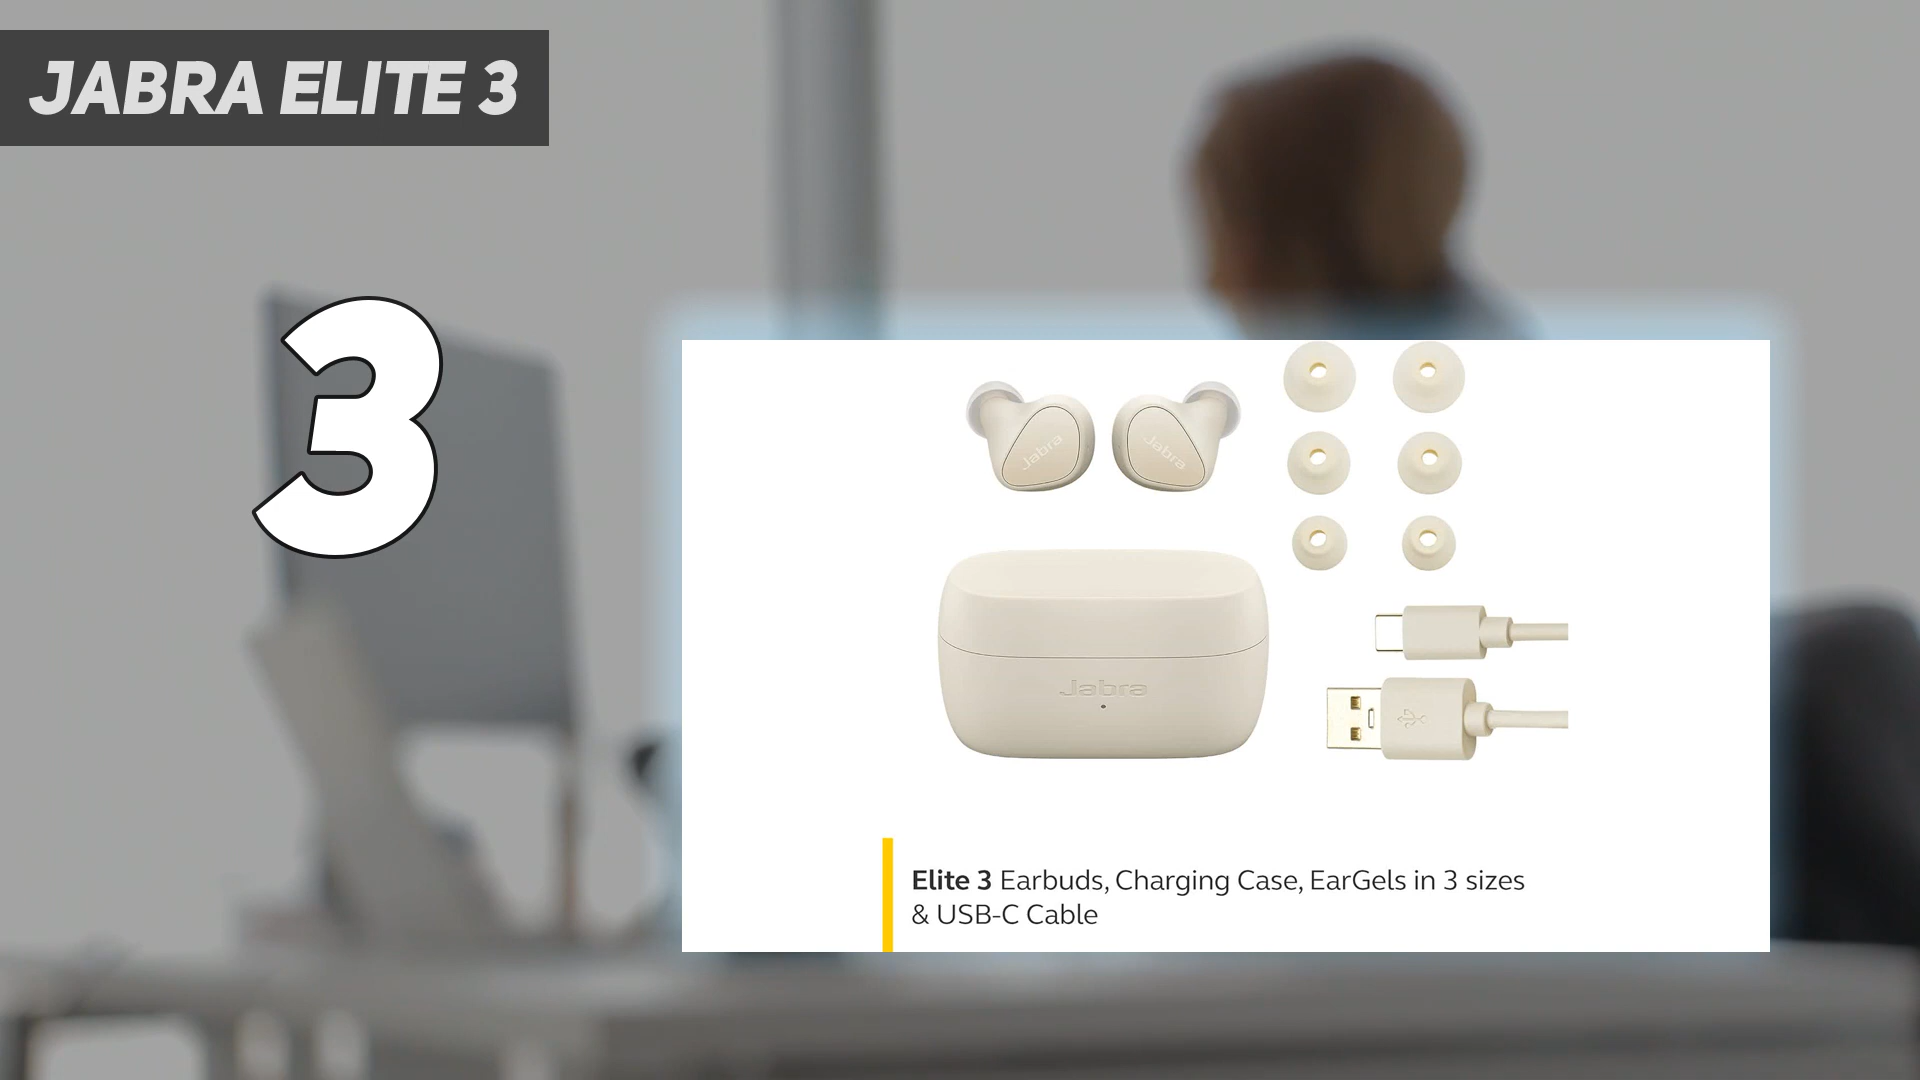 JABRA ELITE 3
3
Jabra
Jabra
Jabra
Elite 3 Earbuds, Charging Case, EarGels in 3 sizes
& USB-C Cable